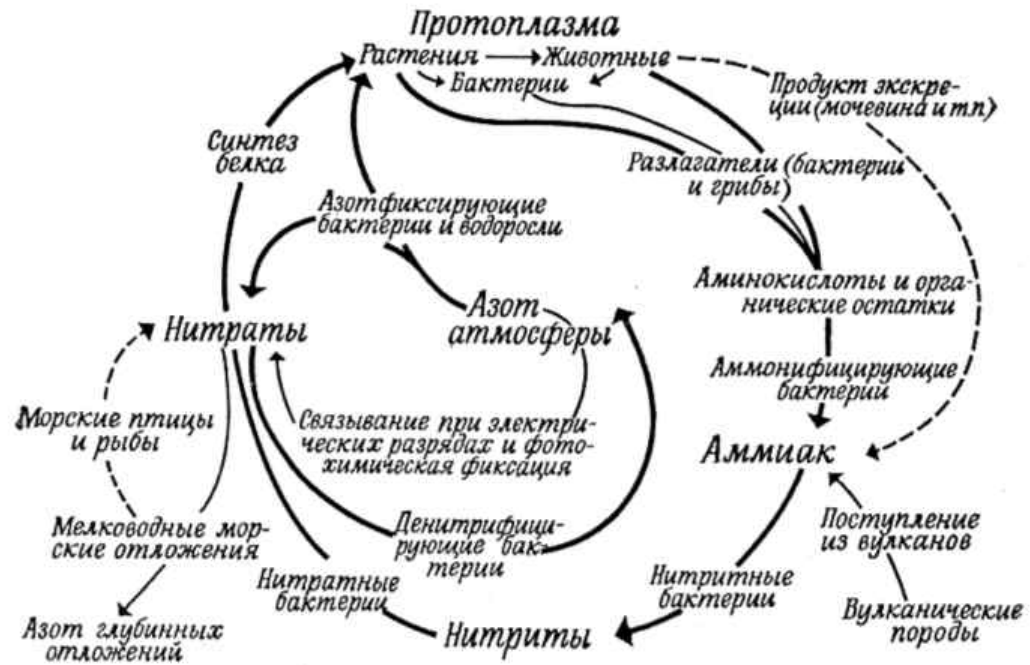 Протоплазма
Растения
Животные
Бактерии
Продукт экскре-
ции (мочевина и т.п.)
Синтез
белка
Разлагатели (бактерии
и грибы)
Азотфиксирующие
бактерии и водоросли
Аминокислоты и орга-
нические остатки
Азот
атмосферы
Нитраты
Аммонифицирующие
бактерии
Морские птицы
и рыбы
Связывание при электри-
ческих разрядах и фото-
химическая фиксация
Аммиак
Мелководные мор-
ские отложения
Денитрифици-
рующие бак-
терии
Поступление
из вулканов
Нитратные
бактерии
Нитритные
бактерии
Вулканические
породы
Азот глубинных
отложений
Нитриты